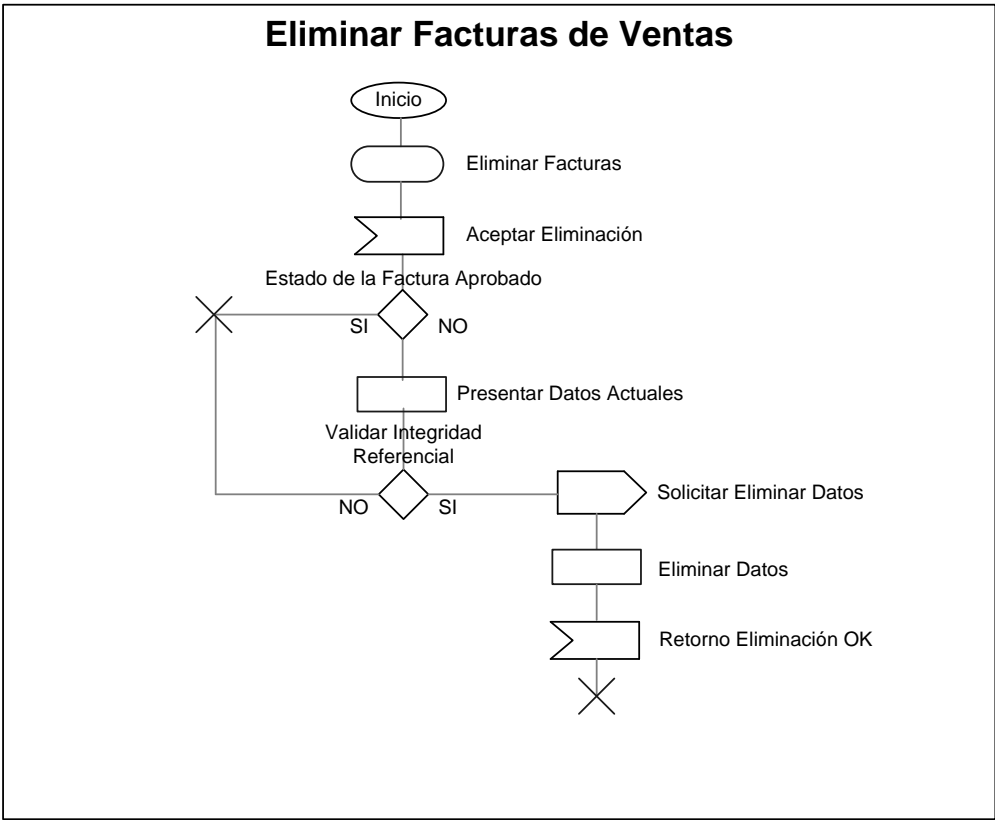 Eliminar Facturas de Ventas
Inicio
Eliminar Facturas
Aceptar Eliminación
Estado de la Factura Aprobado
SI
NO
Presentar Datos Actuales
Validar Integridad
Referencial
NO
SI
Solicitar Eliminar Datos
Eliminar Datos
Retorno Eliminación OK